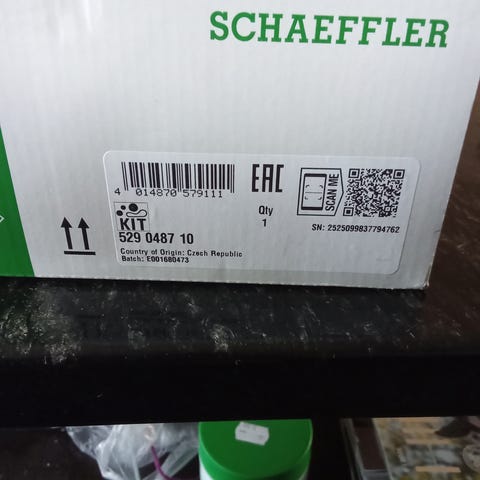 SCHAEFFLER
4 014870 579111
EAC
Qty
1
SCAN ME
SN: 2525099837794762
KIT
529 0487 10
Country of Origin: Czech Republic
Batch: E001680473